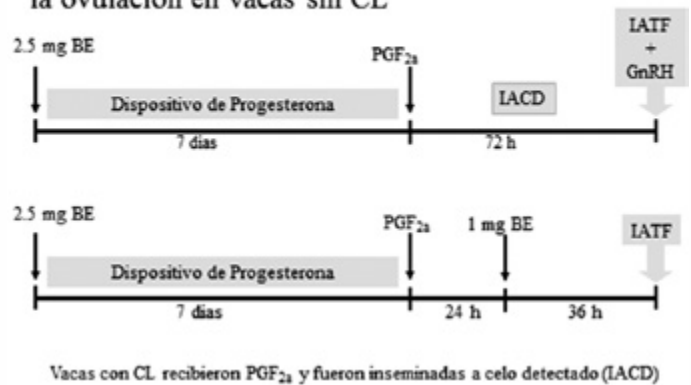 la ovulación en vacas sin CL
2.5 mg BE
PGF2a
IATF
+
GnRH
Dispositivo de Progesterona
IACD
7 dias
72 h
2.5 mg BE
PGF2a
1 mg BE
IATF
Dispositivo de Progesterona
7 dias
24 h
36 h
Vacas con CL recibieron PGF2a y fueron inseminadas a celo detectado (IACD)